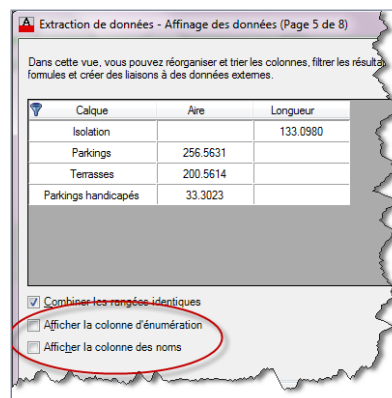 Extraction de données - Affinage des données (Page 5 de 8)
Dans cette vue, vous pouvez réorganiser et trier les colonnes, filtrer les
formules et créer des liaisons à des données externes.
Calque Aire Longueur
Isolation 133.0980
Parkings 256.5631
Terrasses 200.5614
Parkings handicapés 33.3023
Combiner les rangées identiques
Afficher la colonne d'énumération
Afficher la colonne des noms